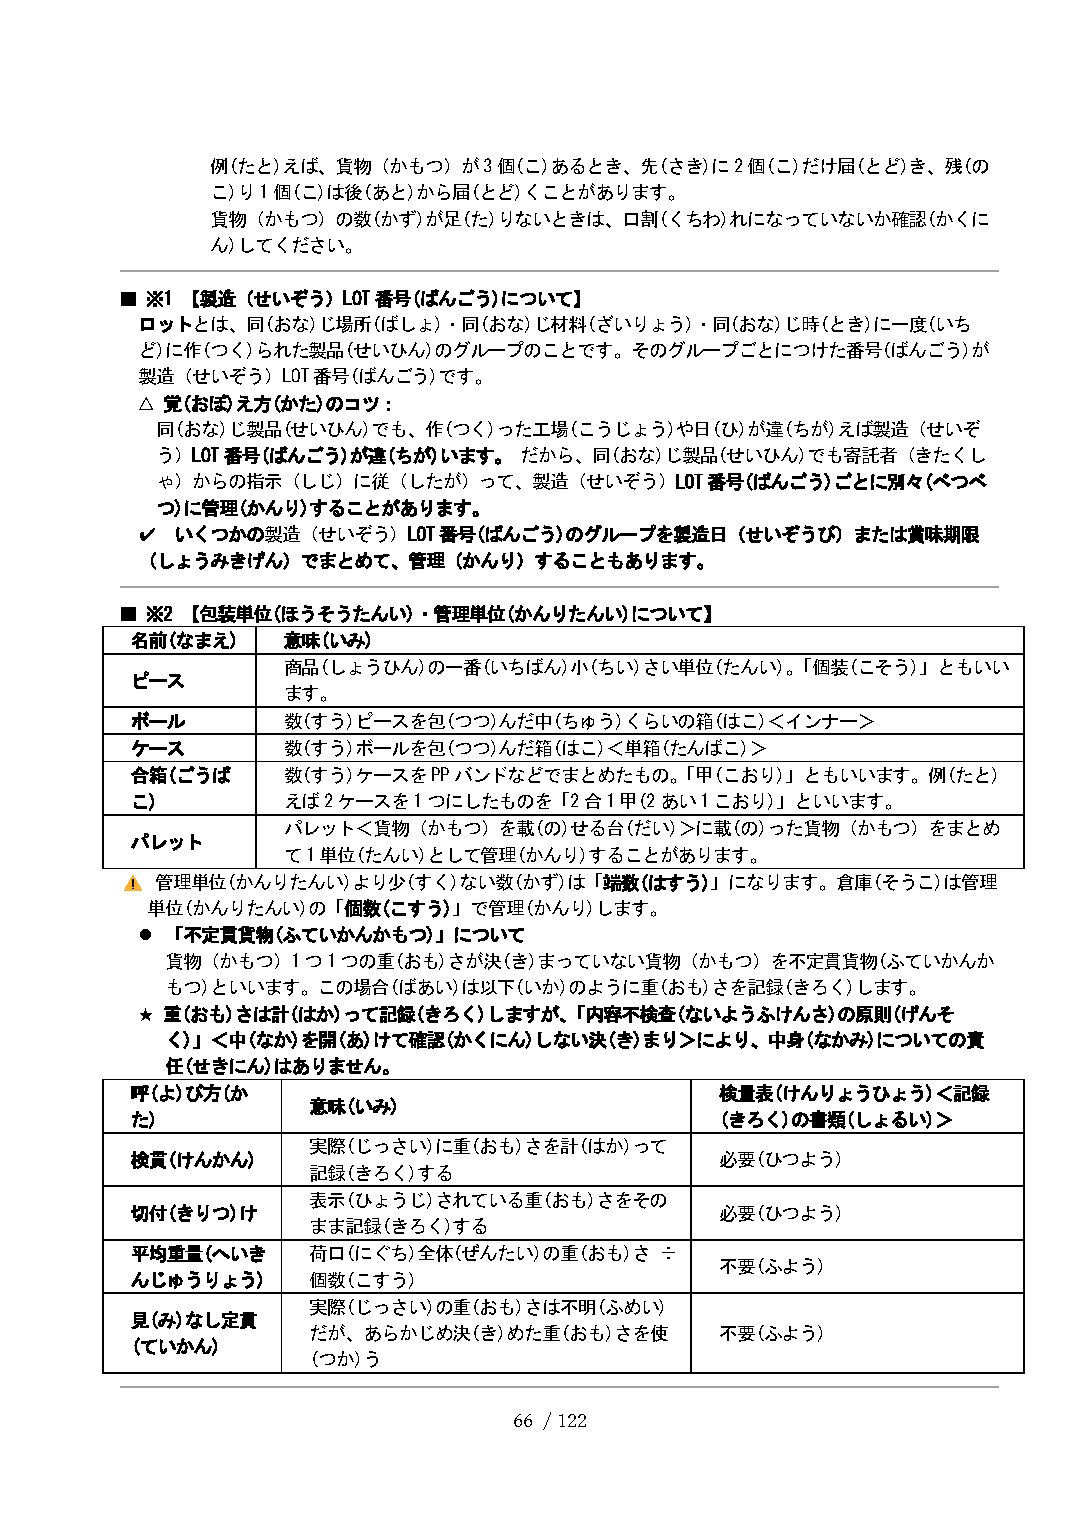 例(たと)えば、貨物（かもつ）が3個(こ)あるとき、先(さき)に2個(こ)だけ届(とど)き、残(の
こ)り1個(こ)は後(あと)から届(とど)くことがあります。
貨物（かもつ）の数(かず)が足(た)りないときは、口割(くちわ)れになっていないか確認(かくに
ん)してください。
■ ※1 【製造（せいぞう）LOT番号(ばんごう)について】
ロットとは、同(おな)じ場所(ばしょ)・同(おな)じ材料(ざいりょう)・同(おな)じ時(とき)に一度(いち
ど)に作(つく)られた製品(せいひん)のグループのことです。そのグループごとにつけた番号(ばんごう)が
製造（せいぞう）LOT番号(ばんごう)です。
△ 覚(おぼ)え方(かた)のコツ：
同(おな)じ製品(せいひん)でも、作(つく)った工場(こうじょう)や日(ひ)が違(ちが)えば製造（せいぞ
う）LOT番号(ばんごう)が違(ちが)います。 だから、同(おな)じ製品(せいひん)でも寄託者（きたくし
ゃ）からの指示（しじ）に従（したが）って、製造（せいぞう）LOT番号(ばんごう)ごとに別々(べつべ
つ)に管理(かんり)することがあります。
✔ いくつかの製造（せいぞう）LOT番号(ばんごう)のグループを製造日（せいぞうび）または賞味期限
（しょうみきげん）でまとめて、管理（かんり）することもあります。
■ ※2 【包装単位(ほうそうたんい)・管理単位(かんりたんい)について】
名前(なまえ) 意味(いみ)
ピース 商品(しょうひん)の一番(いちばん)小(ちい)さい単位(たんい)。「個装(こそう)」ともいい
ます。
ボール 数(すう)ピースを包(つつ)んだ中(ちゅう)くらいの箱(はこ)＜インナー＞
ケース 数(すう)ボールを包(つつ)んだ箱(はこ)＜単箱(たんばこ)＞
合箱(ごうば 数(すう)ケースをPPバンドなどでまとめたもの。「甲(こおり)」ともいいます。例(たと)
こ) えば2ケースを1つにしたものを「2合1甲(2あい1こおり)」といいます。
パレット パレット＜貨物（かもつ）を載(の)せる台(だい)＞に載(の)った貨物（かもつ）をまとめ
て1単位(たんい)として管理(かんり)することがあります。
⚠ 管理単位(かんりたんい)より少(すく)ない数(かず)は「端数(はすう)」になります。倉庫(そうこ)は管理
単位(かんりたんい)の「個数(こすう)」で管理(かんり)します。
● 「不定貫貨物(ふていかんかもつ)」について
貨物（かもつ）1つ1つの重(おも)さが決(き)まっていない貨物（かもつ）を不定貫貨物(ふていかんか
もつ)といいます。この場合(ばあい)は以下(いか)のように重(おも)さを記録(きろく)します。
★ 重(おも)さは計(はか)って記録(きろく)しますが、「内容不検査(ないようふけんさ)の原則(げんそ
く)」＜中(なか)を開(あ)けて確認(かくにん)しない決(き)まり＞により、中身(なかみ)についての責
任(せきにん)はありません。
呼(よ)び方(か
た) 意味(いみ) 検量表(けんりょうひょう)＜記録
(きろく)の書類(しょるい)＞
検貫(けんかん) 実際(じっさい)に重(おも)さを計(はか)って
記録(きろく)する 必要(ひつよう)
切付(きりつ)け 表示(ひょうじ)されている重(おも)さをその
まま記録(きろく)する 必要(ひつよう)
平均重量(へいき
んじゅうりょう) 荷口(にぐち)全体(ぜんたい)の重(おも)さ ÷
個数(こすう) 不要(ふよう)
見(み)なし定貫
(ていかん) 実際(じっさい)の重(おも)さは不明(ふめい)
だが、あらかじめ決(き)めた重(おも)さを使
(つか)う 不要(ふよう)
66 / 122